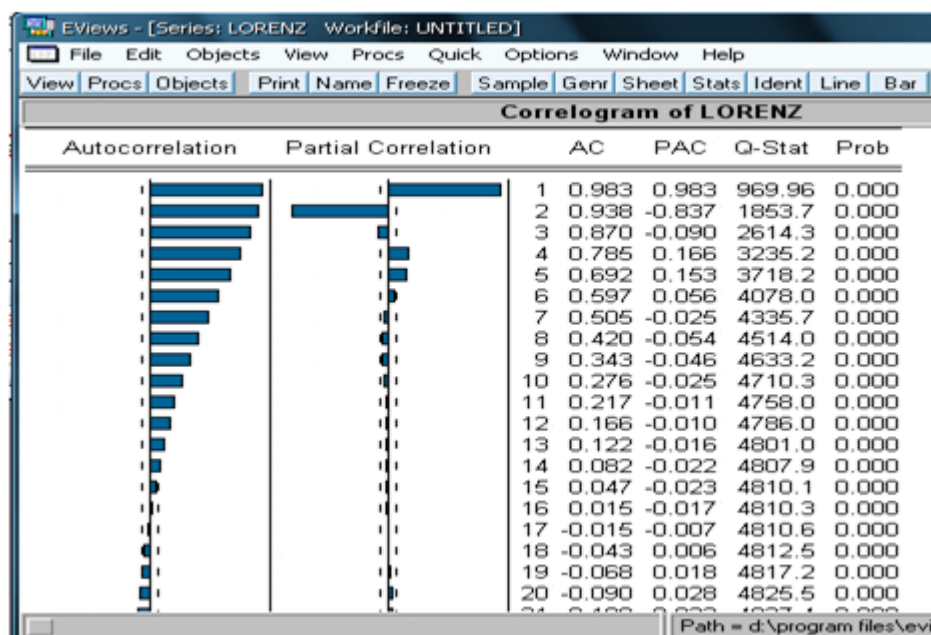 EViews - [Series: LORENZ Workfile: UNTITLED]
File Edit Objects View Procs Quick Options Window Help
View Procs Objects Print Name Freeze Sample Genr Sheet Stats Ident Line Bar
Correlogram of LORENZ
Autocorrelation Partial Correlation AC PAC Q-Stat Prob
1 0.983 0.983 969.96 0.000
2 0.938 -0.837 1853.7 0.000
3 0.870 -0.090 2614.3 0.000
4 0.785 0.166 3235.2 0.000
5 0.692 0.153 3718.2 0.000
6 0.597 0.056 4078.0 0.000
7 0.505 -0.025 4335.7 0.000
8 0.420 -0.054 4514.0 0.000
9 0.343 -0.046 4633.2 0.000
10 0.276 -0.025 4710.3 0.000
11 0.217 -0.011 4758.0 0.000
12 0.166 -0.010 4786.0 0.000
13 0.122 -0.016 4801.0 0.000
14 0.082 -0.022 4807.9 0.000
15 0.047 -0.023 4810.1 0.000
16 0.015 -0.017 4810.3 0.000
17 -0.015 -0.007 4810.6 0.000
18 -0.043 0.006 4812.5 0.000
19 -0.068 0.018 4817.2 0.000
20 -0.090 0.028 4825.5 0.000
Path = d:\program files\evi